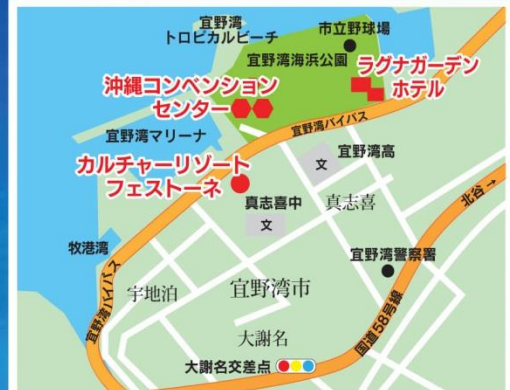 宜野湾
トロピカルビーチ
市立野球場
宜野湾海浜公園
ラグナガーデン
ホテル
沖縄コンベンション
センター
宜野湾バイパス
宜野湾マリーナ
宜野湾高
文
カルチャーリゾート
フェストーネ
真志喜中
文
真志喜
北谷→
牧港湾
宜野湾警察署
宇地泊
宜野湾市
宜野湾バイパス
国道58号線
大謝名
大謝名交差点